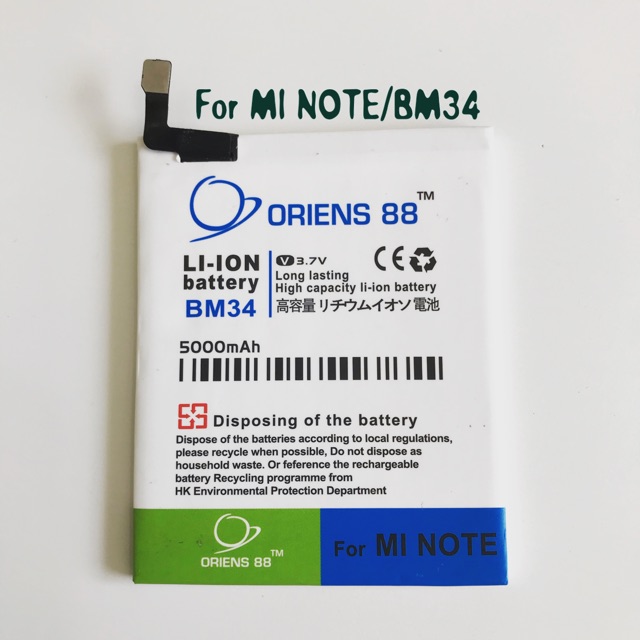 For MI NOTE/BM34
ORIENS 88™
LI-ION
battery
BM34
V 3.7V
Long lasting
High capacity li-ion battery
高容量リチウムイオソ電池
CE
5000mAh
Disposing of the battery
Dispose of the batteries according to local regulations,
please recycle when possible, Do not dispose as
household waste. Or reference the rechargeable
battery Recycling programme from
HK Environmental Protection Department
ORIENS 88™
For MI NOTE